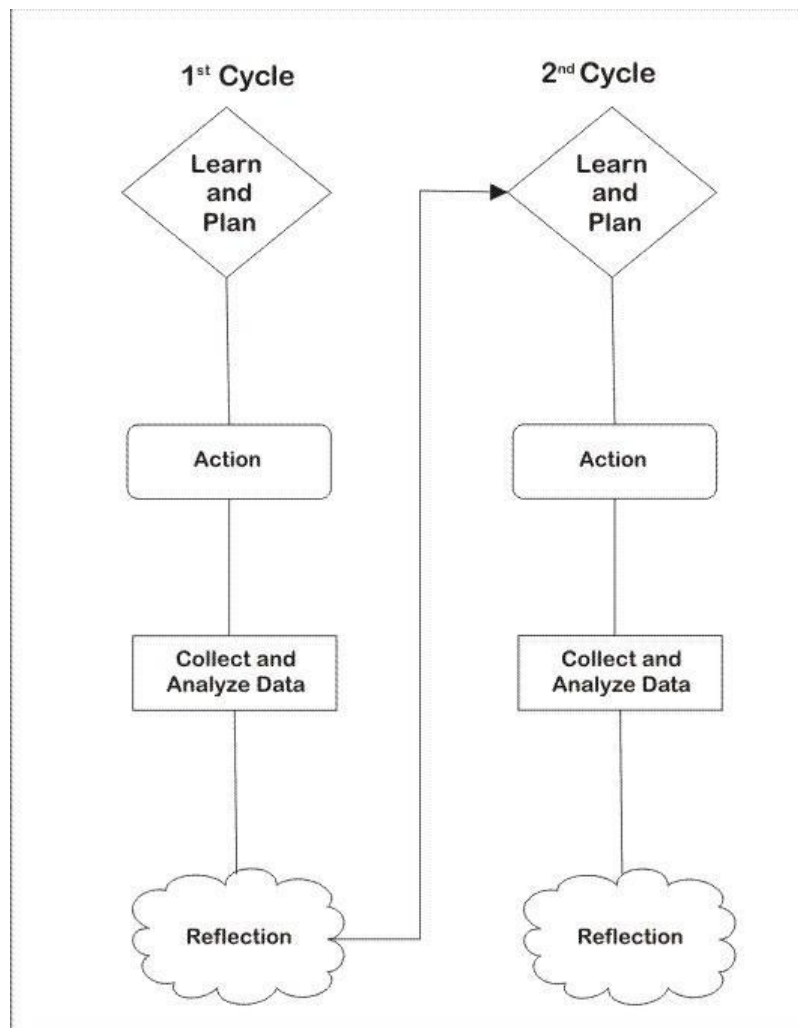 1st Cycle
Learn
and
Plan
Action
Collect and
Analyze Data
Reflection
2nd Cycle
Learn
and
Plan
Action
Collect and
Analyze Data
Reflection